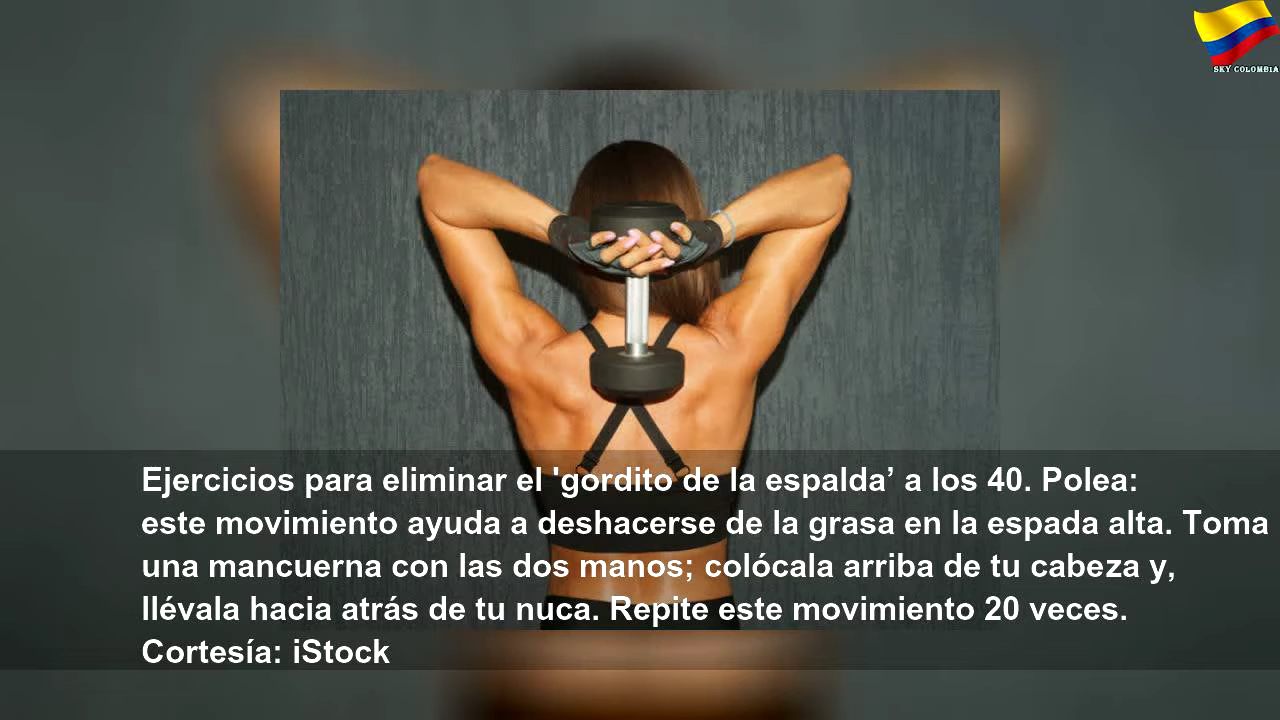 SKY COLOMBIA
Ejercicios para eliminar el 'gordito de la espalda’ a los 40. Polea:
este movimiento ayuda a deshacerse de la grasa en la espada alta. Toma
una mancuerna con las dos manos; colócala arriba de tu cabeza y,
llévala hacia atrás de tu nuca. Repite este movimiento 20 veces.
Cortesía: iStock